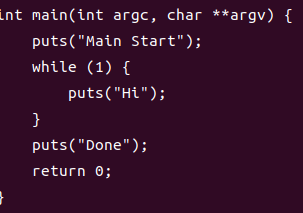 int main(int argc, char **argv) {
    puts("Main Start");
    while (1) {
        puts("Hi");
    }
    puts("Done");
    return 0;
}